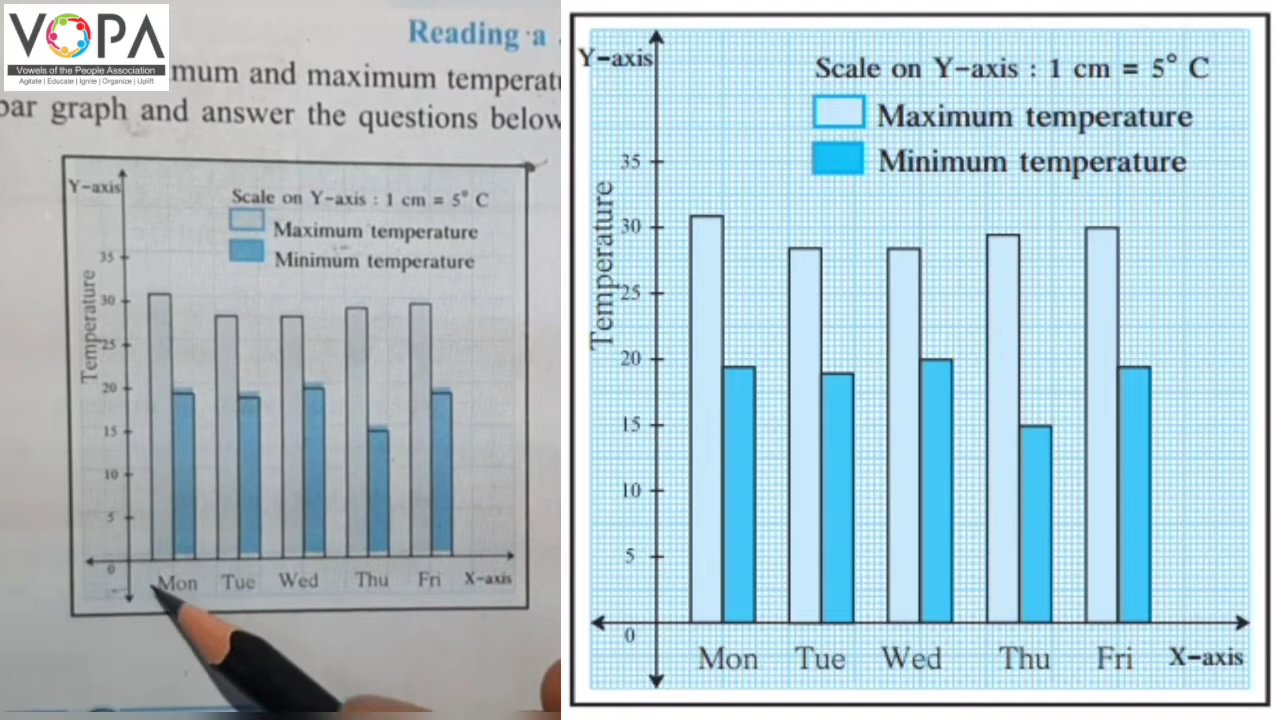 VOPA
Vowels of the People Association
Agitate | Educate | Ignite | Organize | Uplift
Reading a
mum and maximum temperatu
bar graph and answer the questions below
Y-axis
Scale on Y-axis : 1 cm = 5° C
Maximum temperature
Minimum temperature
Temperature
35
30
25
20
15
10
5
0
Mon Tue Wed Thu Fri X-axis
Y-axis
Scale on Y-axis : 1 cm = 5° C
Maximum temperature
Minimum temperature
Temperature
35
30
25
20
15
10
5
0
Mon Tue Wed Thu Fri X-axis